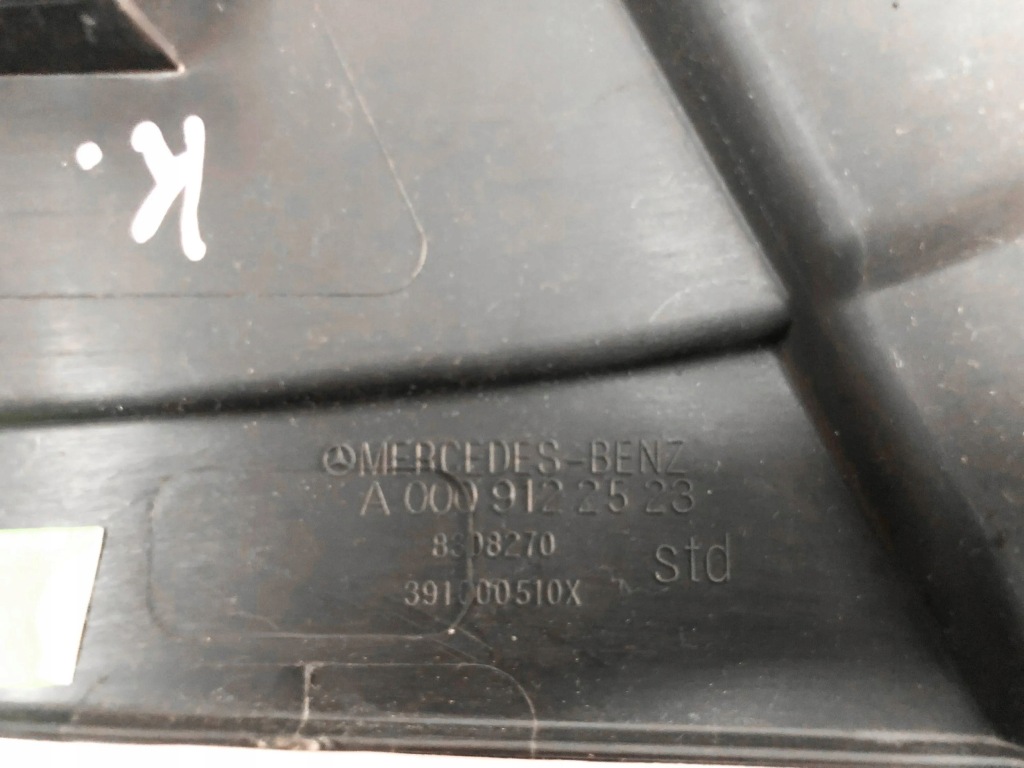 K.
MERCEDES-BENZ
A 000 912 25 23
8308270
std
391000510X